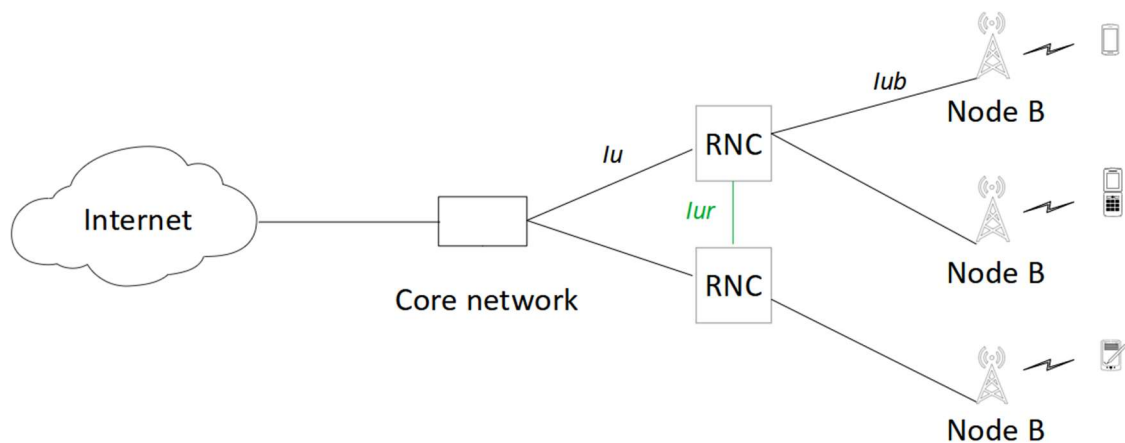 Internet
Core network
Iu
RNC
Iur
RNC
Iub
Node B
Node B
Node B